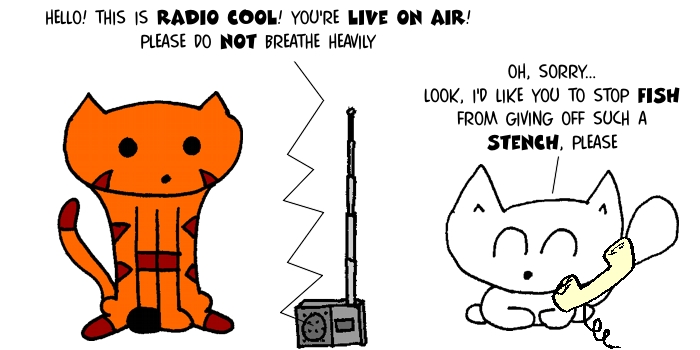 HELLO! THIS IS RADIO COOL! YOU'RE LIVE ON AIR!
PLEASE DO NOT BREATHE HEAVILY
OH, SORRY...
LOOK, I'D LIKE YOU TO STOP FISH
FROM GIVING OFF SUCH A
STENCH, PLEASE